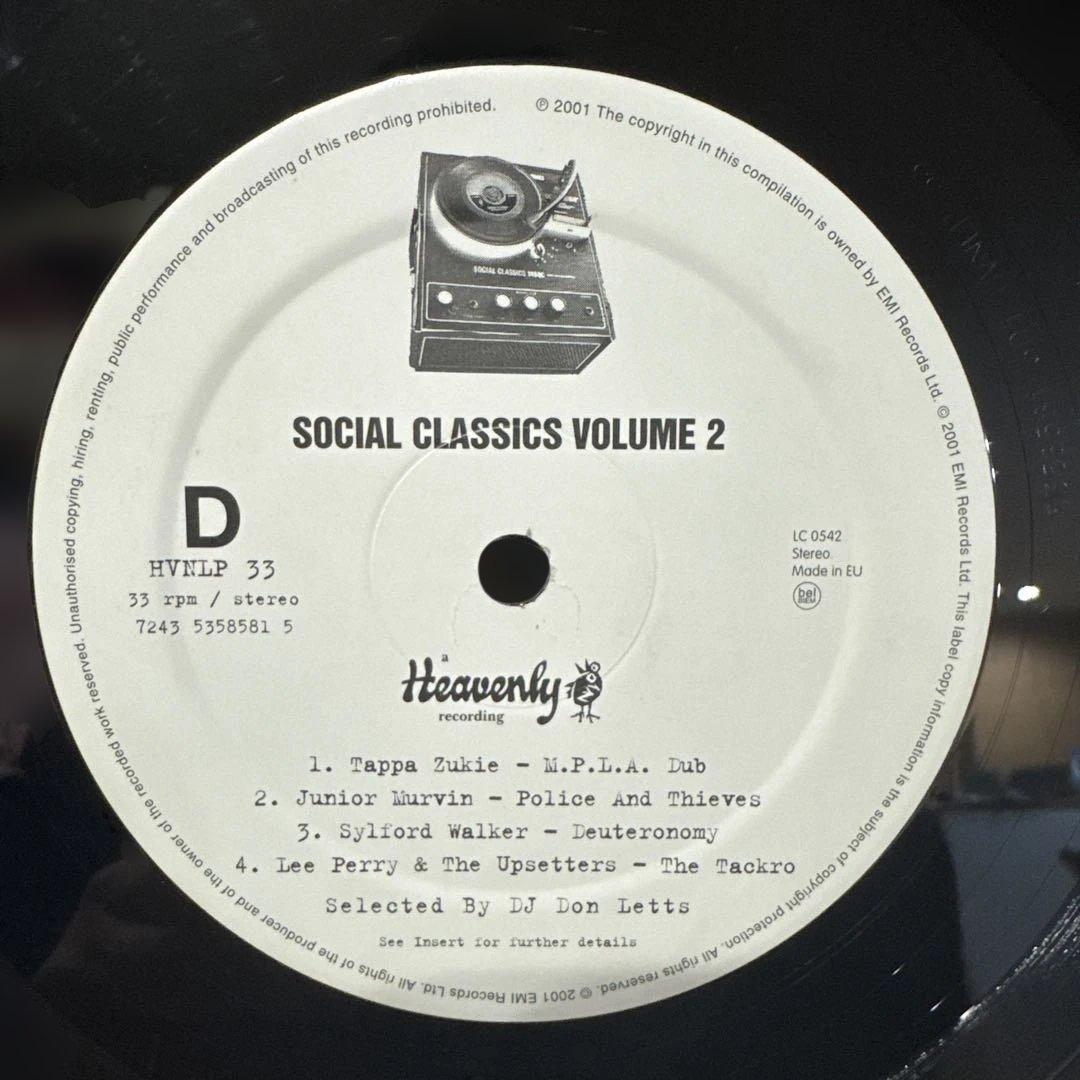 ℗ 2001 The copyright in this compilation is owned by EMI Records Ltd. © 2001 EMI Records Ltd. This label copy information is the subject of copyright protection. All rights reserved. © 2001 EMI Records Ltd. All rights of the producer and of the owner of the recorded work reserved. Unauthorised copying, hiring, renting, public performance and broadcasting of this recording prohibited.
SOCIAL CLASSICS
SOCIAL CLASSICS VOLUME 2
D
HVNLP 33
33 rpm / stereo
7243 5358581 5
LC 0542
Stereo
Made in EU
bel
BIEM
a
Heavenly
recording
1. Tappa Zukie - M.P.L.A. Dub
2. Junior Murvin - Police And Thieves
3. Sylford Walker - Deuteronomy
4. Lee Perry & The Upsetters - The Tackro
Selected By DJ Don Letts
See Insert for further details